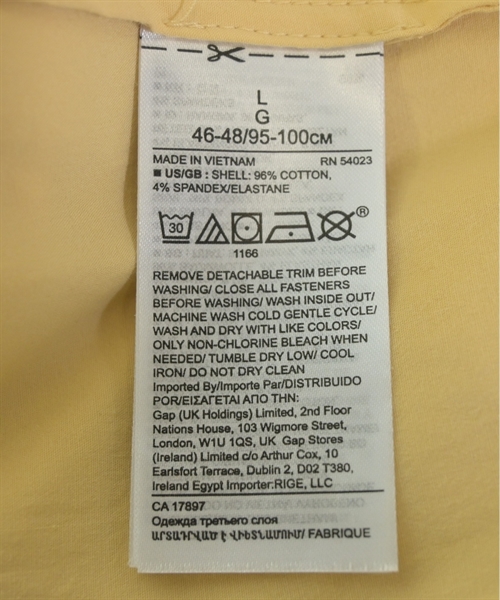 L
G
46-48/95-100CM
MADE IN VIETNAM RN 54023
■ US/GB : SHELL: 96% COTTON,
4% SPANDEX/ELASTANE
30
®
1166
REMOVE DETACHABLE TRIM BEFORE
WASHING/ CLOSE ALL FASTENERS
BEFORE WASHING/ WASH INSIDE OUT/
MACHINE WASH COLD GENTLE CYCLE/
WASH AND DRY WITH LIKE COLORS/
ONLY NON-CHLORINE BLEACH WHEN
NEEDED/ TUMBLE DRY LOW/ COOL
IRON/ DO NOT DRY CLEAN
Imported By/Importe Par/DISTRIBUIDO
POR/ΕΙΣΑΓΕΤΑΙ ΑΠΟ ΤΗΝ:
Gap (UK Holdings) Limited, 2nd Floor
Nations House, 103 Wigmore Street,
London, W1U 1QS, UK Gap Stores
(Ireland) Limited c/o Arthur Cox, 10
Earlsfort Terrace, Dublin 2, D02 T380,
Ireland Egypt Importer:RIGE, LLC
CA 17897
Одежда третьего слоя
ԱՐՏԱԴՐՎԱԾ Է ՎԻԵՏՆԱՄՈՒՄ/ FABRIQUE